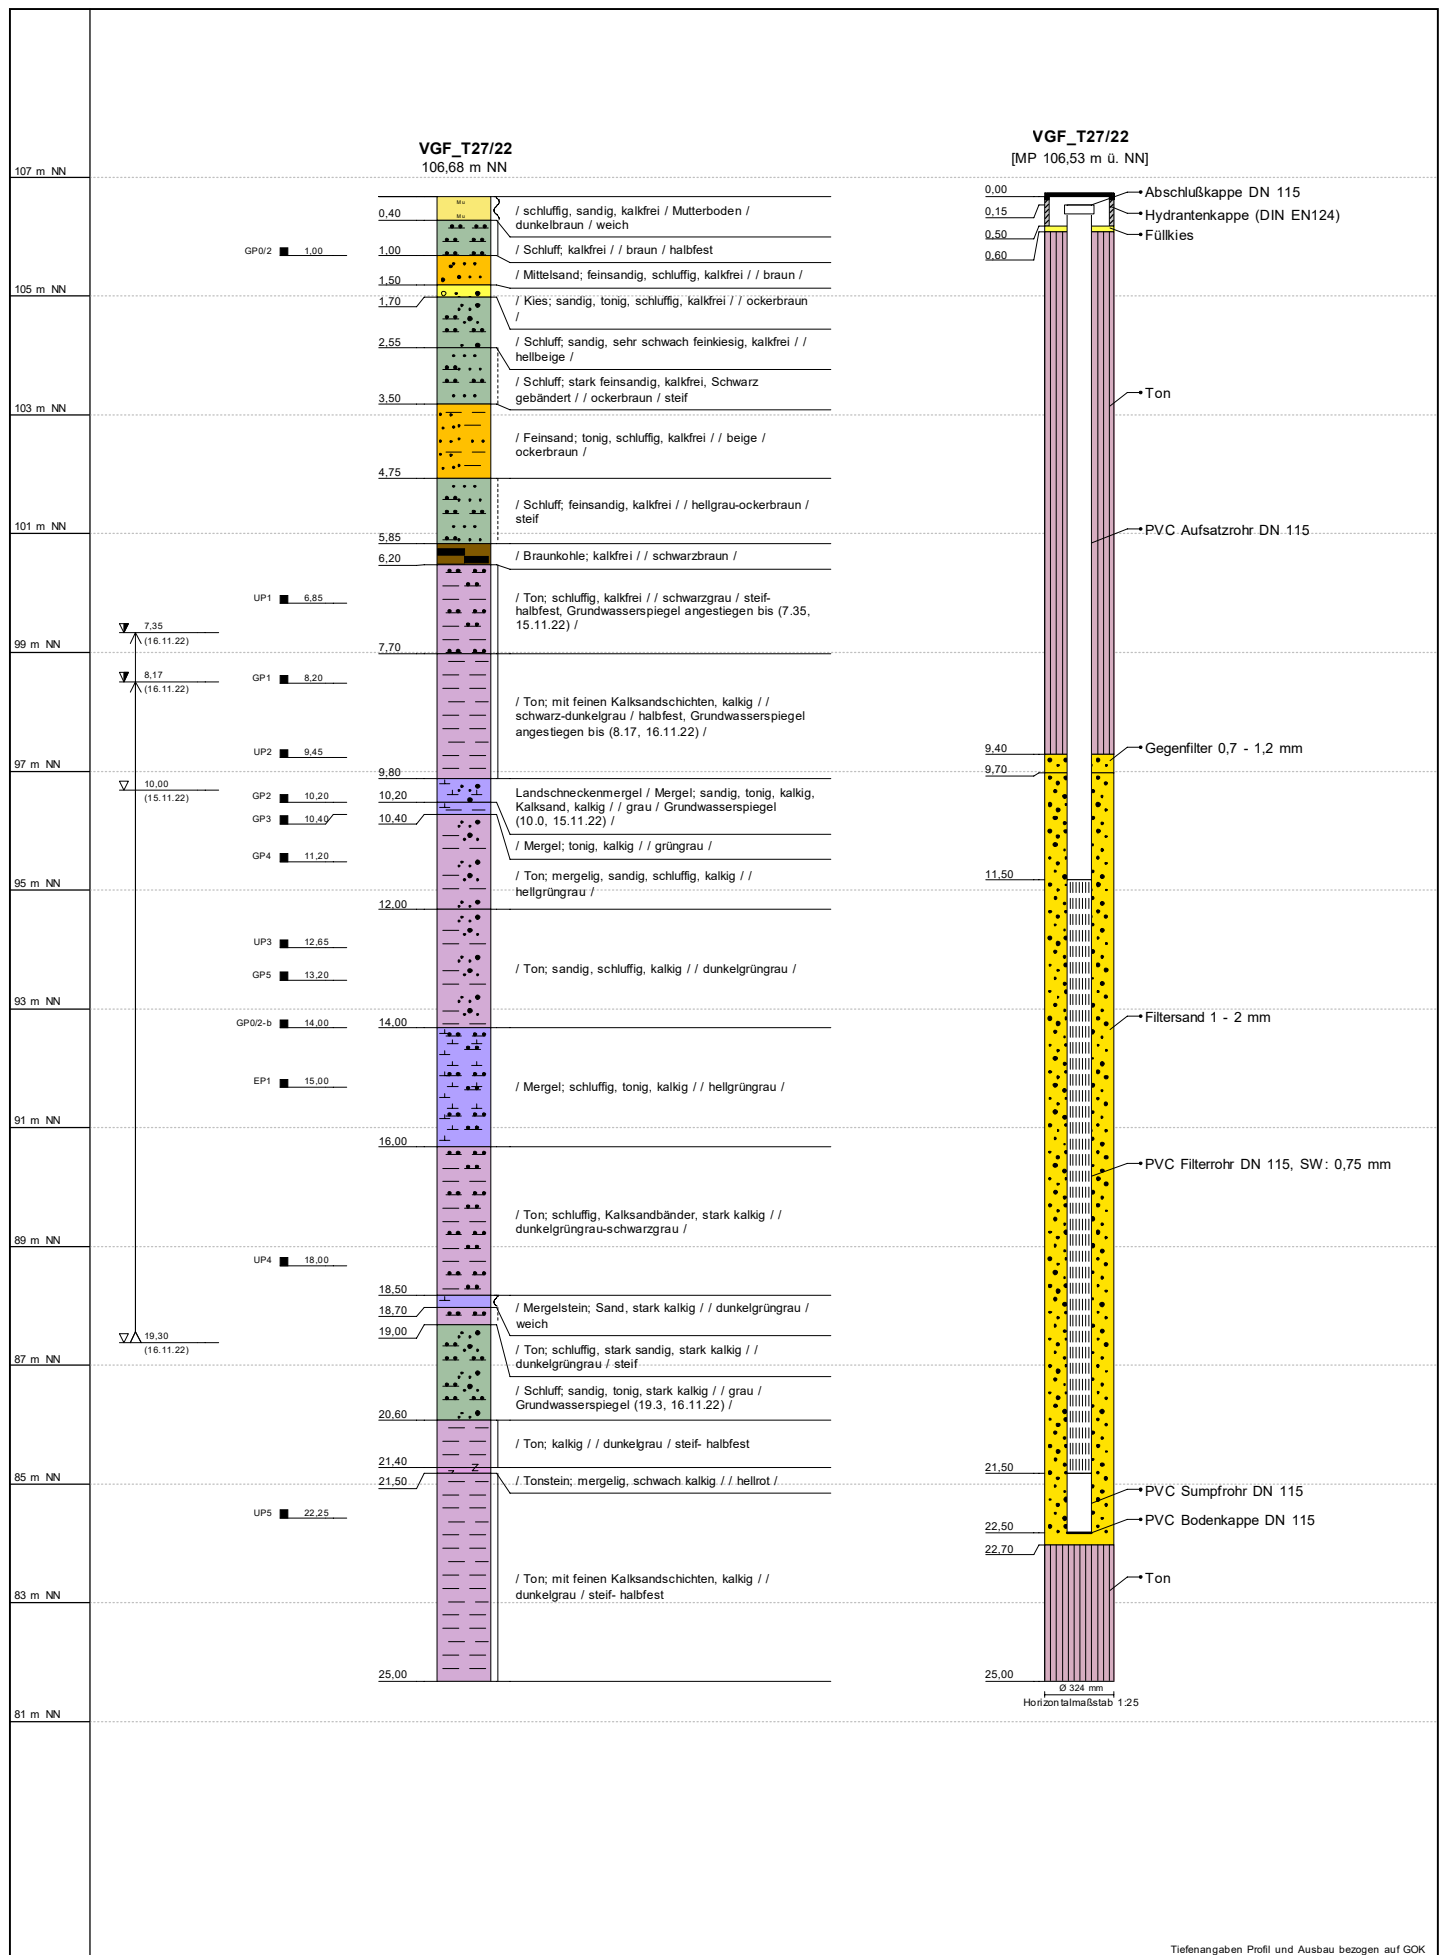 VGF_T27/22
106,68 m NN
VGF_T27/22
[MP 106,53 m ü. NN]
107 m NN
105 m NN
103 m NN
101 m NN
99 m NN
97 m NN
95 m NN
93 m NN
91 m NN
89 m NN
87 m NN
85 m NN
83 m NN
81 m NN
7,35
(16.11.22)
8,17
(16.11.22)
10,00
(15.11.22)
19,30
(16.11.22)
GP0/2 1,00
UP1 6,85
GP1 8,20
UP2 9,45
GP2 10,20
GP3 10,40
GP4 11,20
UP3 12,65
GP5 13,20
GP0/2-b 14,00
EP1 15,00
UP4 18,00
UP5 22,25
0,40
1,00
1,50
1,70
2,55
3,50
4,75
5,85
6,20
7,70
9,80
10,20
10,40
12,00
14,00
16,00
18,50
18,70
19,00
20,60
21,40
21,50
25,00
Mu
Mu
Z
Z
/ schluffig, sandig, kalkfrei / Mutterboden /
dunkelbraun / weich
/ Schluff; kalkfrei / / braun / halbfest
/ Mittelsand; feinsandig, schluffig, kalkfrei / / braun /
/ Kies; sandig, tonig, schluffig, kalkfrei / / ockerbraun
/
/ Schluff; sandig, sehr schwach feinkiesig, kalkfrei / /
hellbeige /
/ Schluff; stark feinsandig, kalkfrei, Schwarz
gebändert / / ockerbraun / steif
/ Feinsand; tonig, schluffig, kalkfrei / / beige /
ockerbraun /
/ Schluff; feinsandig, kalkfrei / / hellgrau-ockerbraun /
steif
/ Braunkohle; kalkfrei / / schwarzbraun /
/ Ton; schluffig, kalkfrei / / schwarzgrau / steif-
halbfest, Grundwasserspiegel angestiegen bis (7.35,
15.11.22) /
/ Ton; mit feinen Kalksandschichten, kalkig / /
schwarz-dunkelgrau / halbfest, Grundwasserspiegel
angestiegen bis (8.17, 16.11.22) /
Landschneckenmergel / Mergel; sandig, tonig, kalkig,
Kalksand, kalkig / / grau / Grundwasserspiegel
(10.0, 15.11.22) /
/ Mergel; tonig, kalkig / / grüngrau /
/ Ton; mergelig, sandig, schluffig, kalkig / /
hellgrüngrau /
/ Ton; sandig, schluffig, kalkig / / dunkelgrüngrau /
/ Mergel; schluffig, tonig, kalkig / / hellgrüngrau /
/ Ton; schluffig, Kalksandbänder, stark kalkig / /
dunkelgrüngrau-schwarzgrau /
/ Mergelstein; Sand, stark kalkig / / dunkelgrüngrau /
weich
/ Ton; schluffig, stark sandig, stark kalkig / /
dunkelgrüngrau / steif
/ Schluff; sandig, tonig, stark kalkig / / grau /
Grundwasserspiegel (19.3, 16.11.22) /
/ Ton; kalkig / / dunkelgrau / steif- halbfest
/ Tonstein; mergelig, schwach kalkig / / hellrot /
/ Ton; mit feinen Kalksandschichten, kalkig / /
dunkelgrau / steif- halbfest
0,00
0,15
0,50
0,60
9,40
9,70
11,50
21,50
22,50
22,70
25,00
Abschlußkappe DN 115
Hydrantenkappe (DIN EN124)
Füllkies
Ton
PVC Aufsatzrohr DN 115
Gegenfilter 0,7 - 1,2 mm
Filtersand 1 - 2 mm
PVC Filterrohr DN 115, SW: 0,75 mm
PVC Sumpfrohr DN 115
PVC Bodenkappe DN 115
Ton
Ø 324 mm
Horizontalmaßstab 1:25
Tiefenangaben Profil und Ausbau bezogen auf GOK